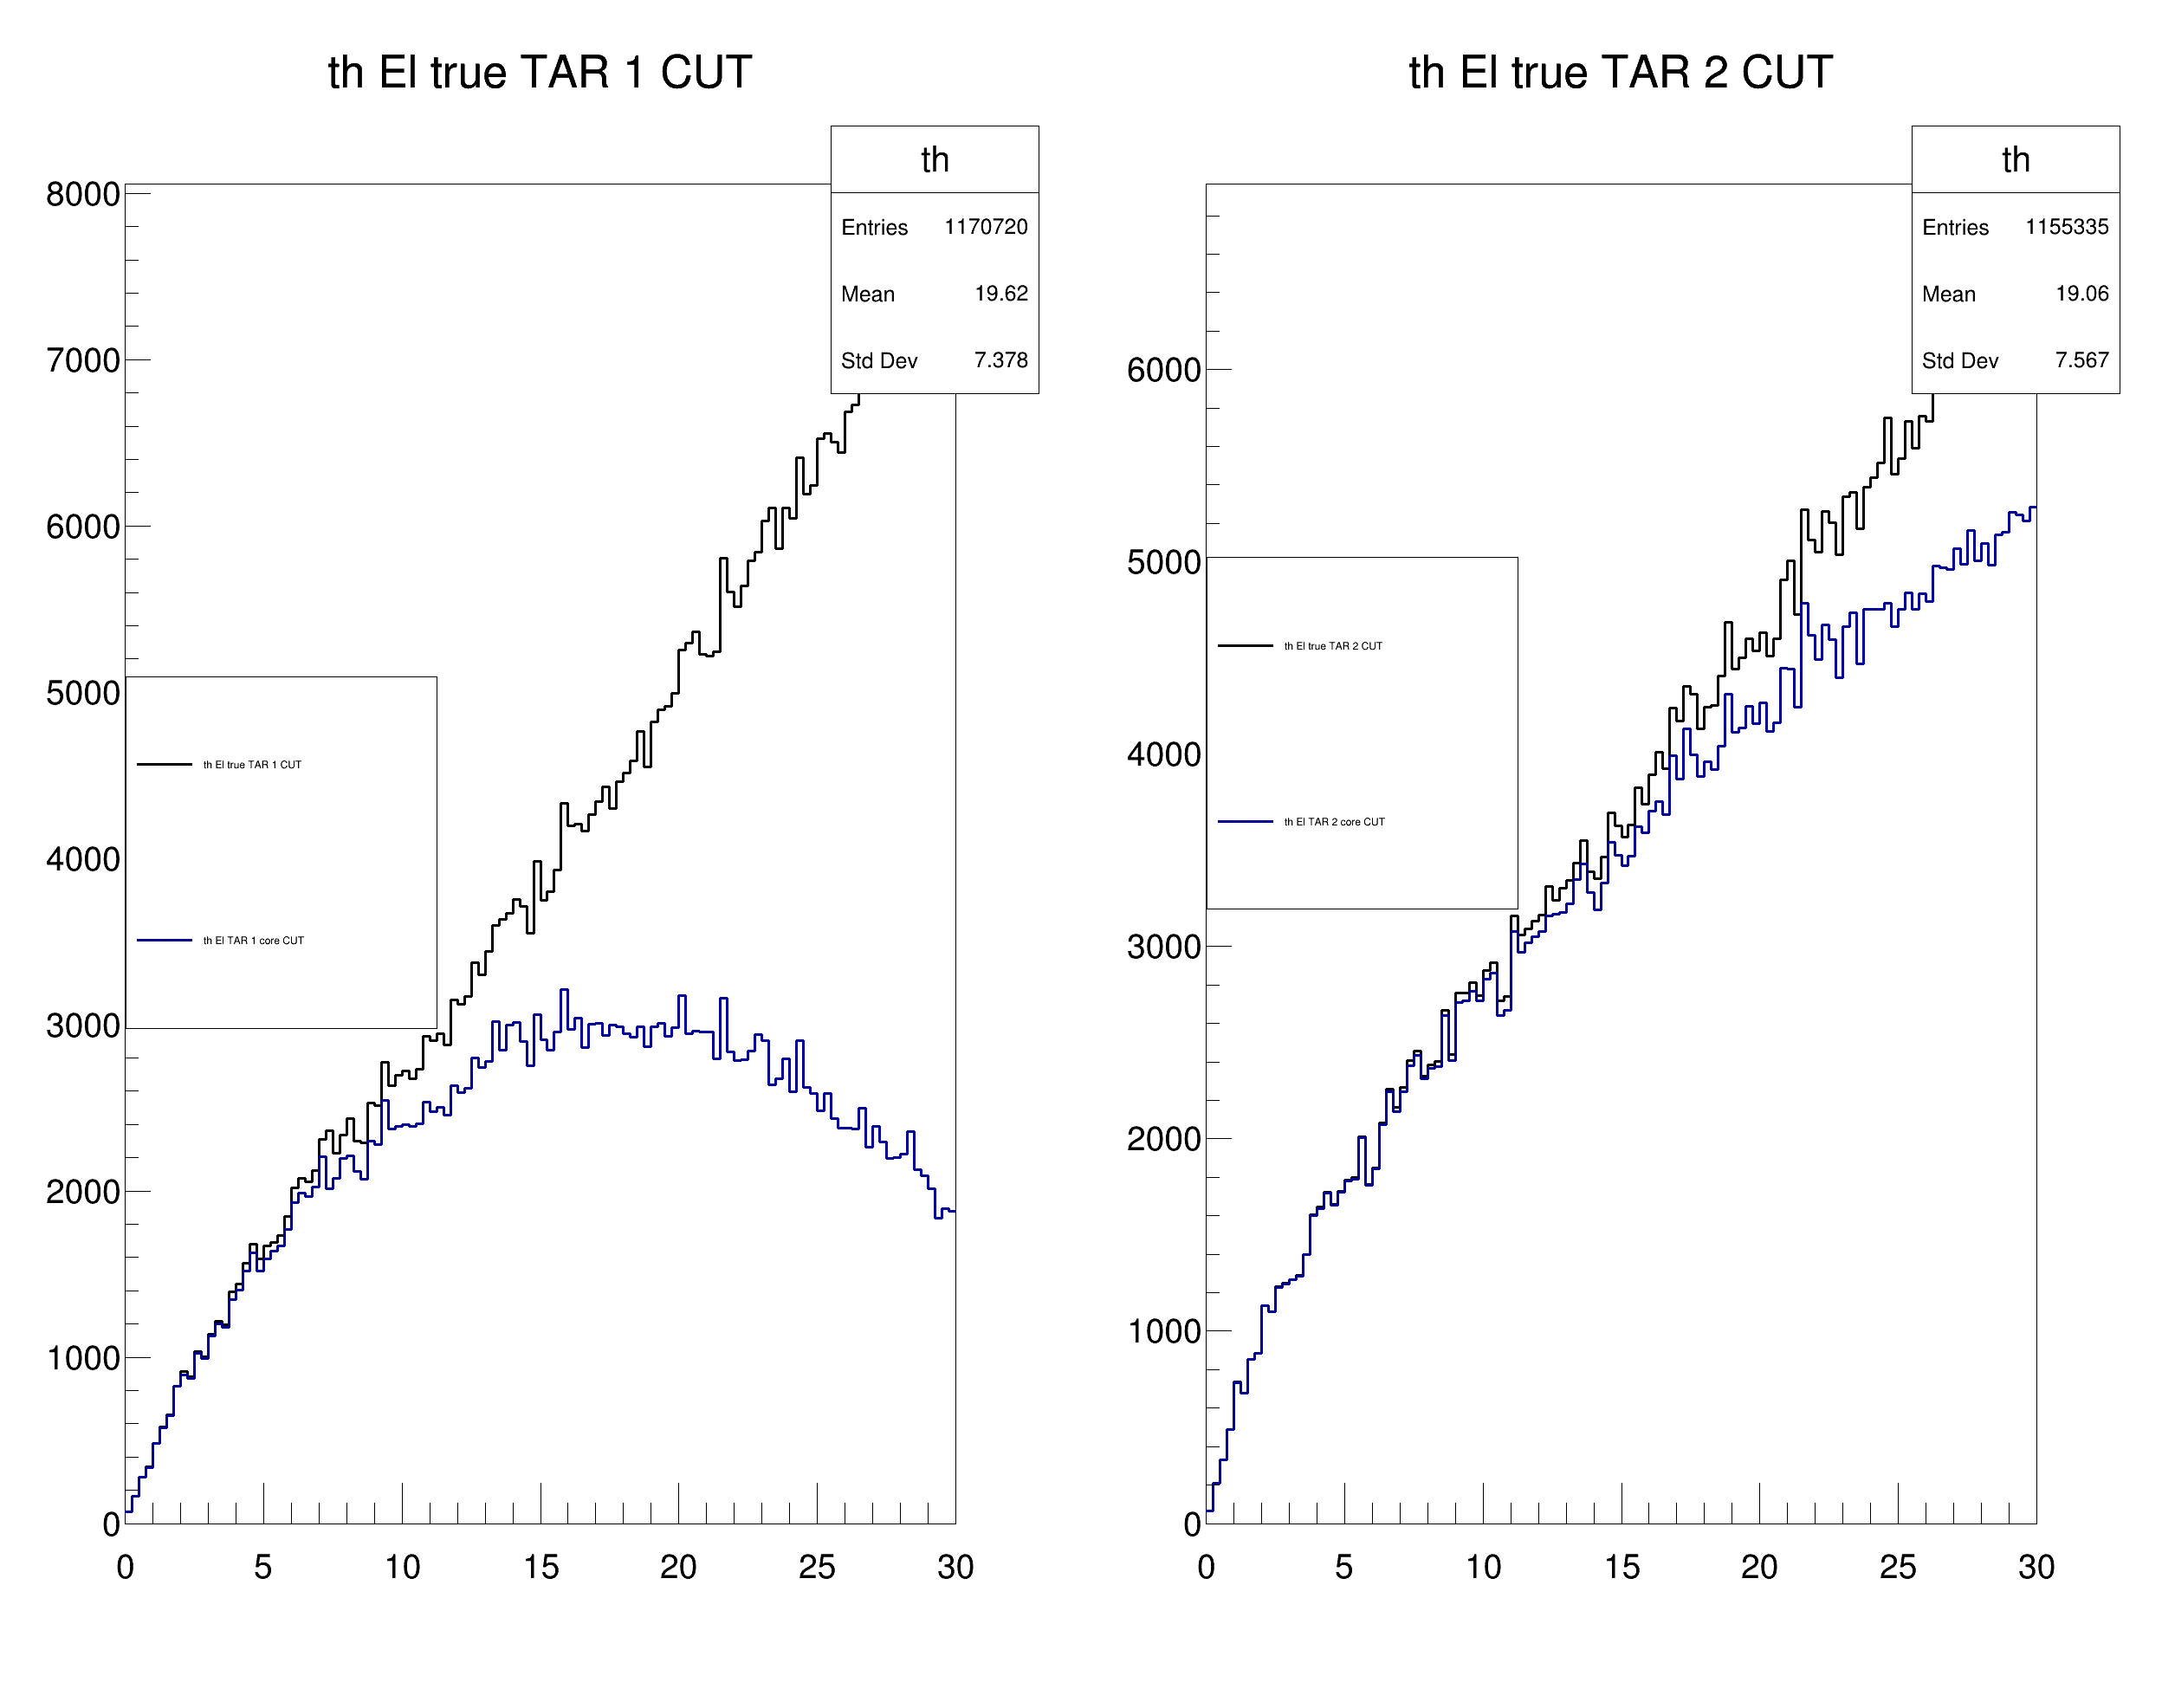 th El true TAR 1 CUT
th
Entries 1170720
Mean 19.62
Std Dev 7.378
8000
7000
6000
5000
4000
3000
2000
1000
0
th El true TAR 1 CUT
th El TAR 1 core CUT
0 5 10 15 20 25 30
th El true TAR 2 CUT
th
Entries 1155335
Mean 19.06
Std Dev 7.567
6000
5000
4000
3000
2000
1000
0
th El true TAR 2 CUT
th El TAR 2 core CUT
0 5 10 15 20 25 30